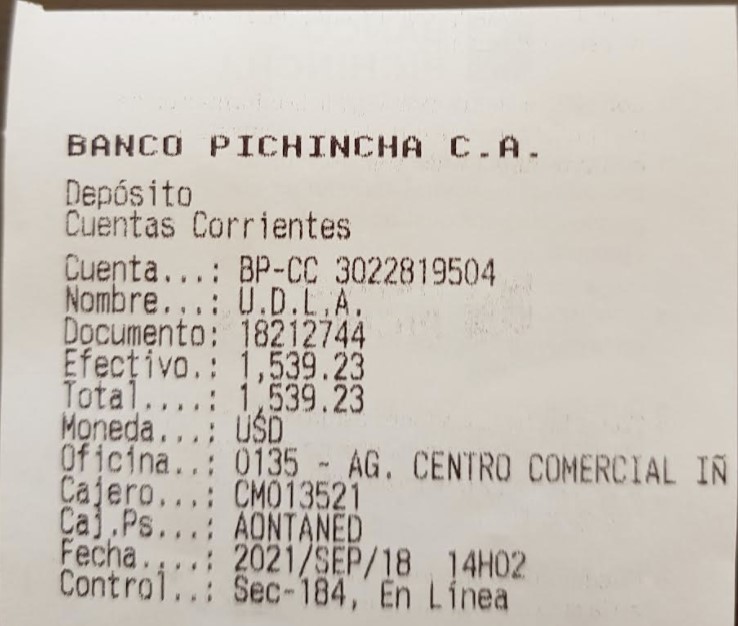 BANCO PICHINCHA C.A.
Depósito
Cuentas Corrientes
Cuenta...: BP-CC 3022819504
Nombre...: U.D.L.A.
Documento: 18212744
Efectivo.: 1,539.23
Total....: 1,539.23
Moneda...: USD
Oficina..: 0135 - AG. CENTRO COMERCIAL IÑ
Cajero...: CM013521
Caj.Ps...: AONTANED
Fecha....: 2021/SEP/18 14H02
Control..: Sec-184, En Línea